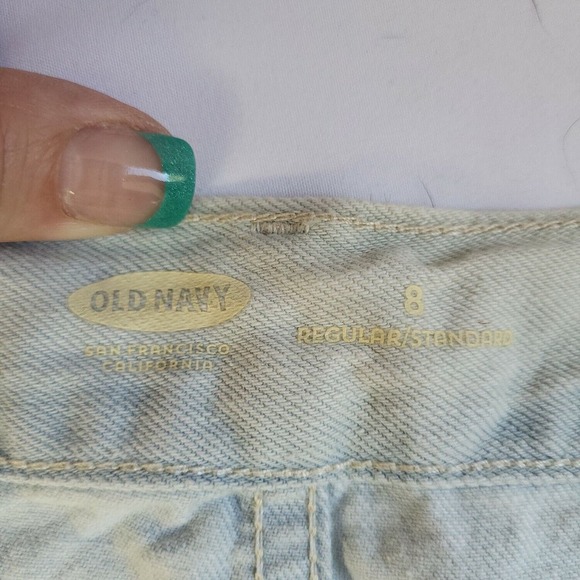 OLD NAVY
SAN FRANCISCO
CALIFORNIA
8
REGULAR/STANDARD